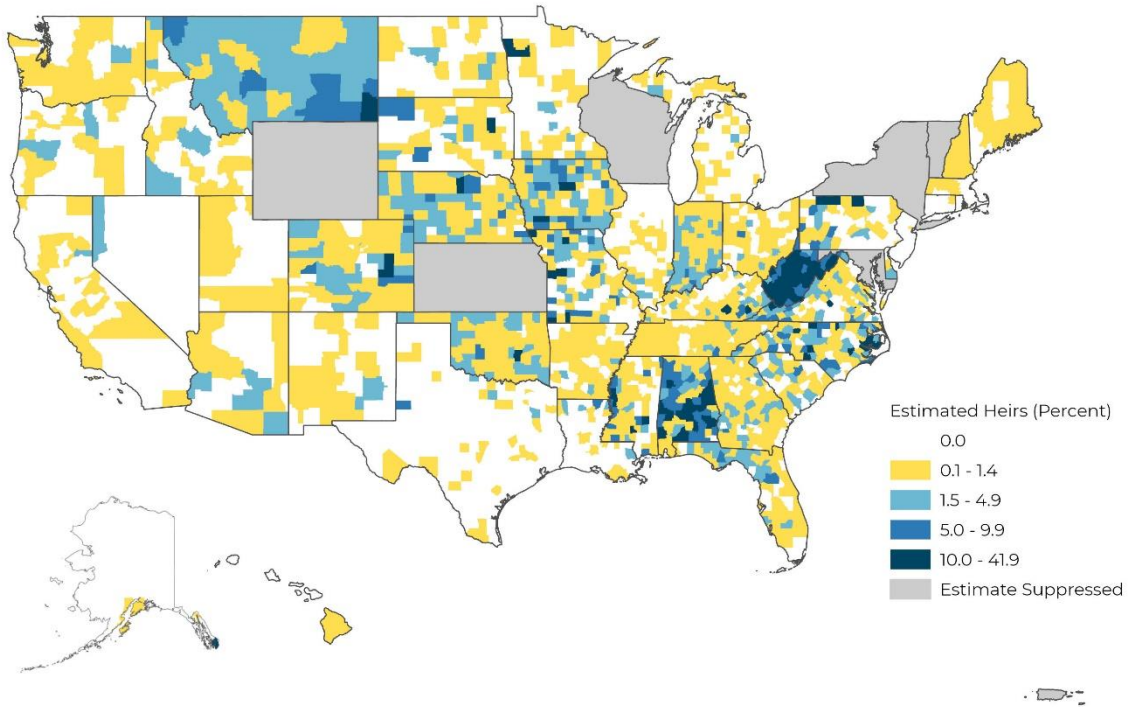 Estimated Heirs (Percent)
0.0
0.1 - 1.4
1.5 - 4.9
5.0 - 9.9
10.0 - 41.9
Estimate Suppressed